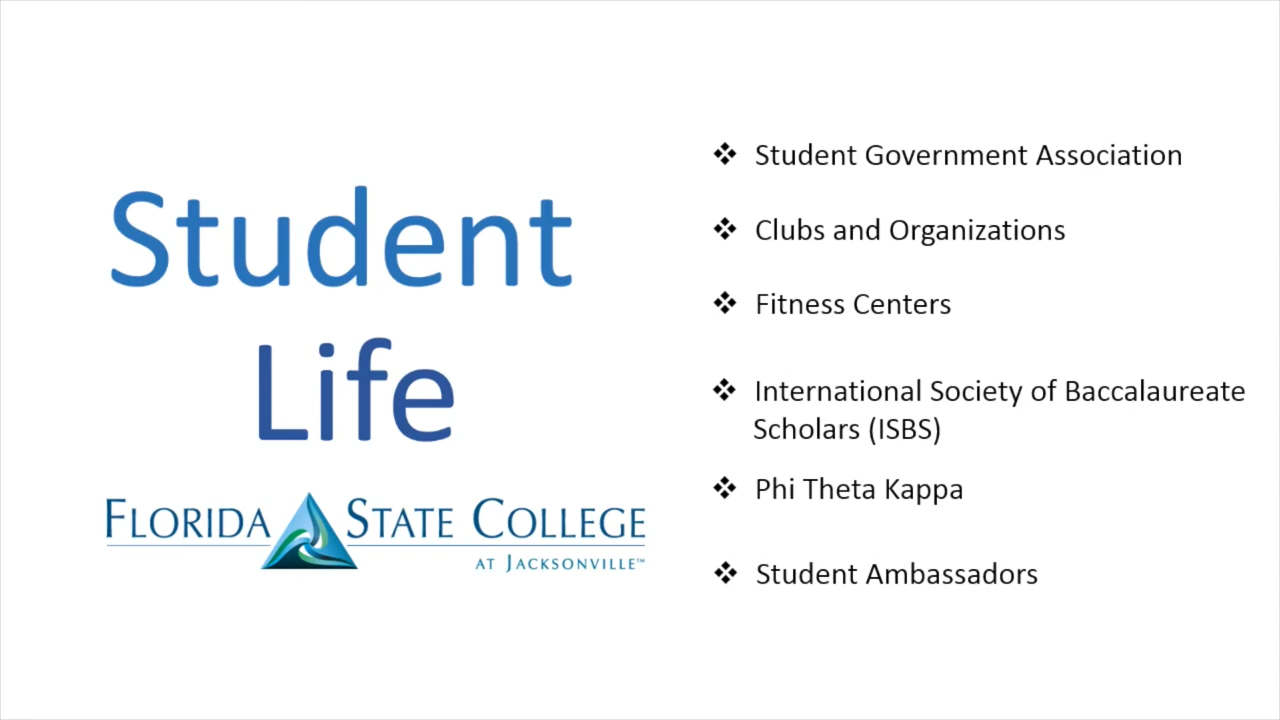 Student
Life
FLORIDA STATE COLLEGE
AT JACKSONVILLE™
❖ Student Government Association
❖ Clubs and Organizations
❖ Fitness Centers
❖ International Society of Baccalaureate
Scholars (ISBS)
❖ Phi Theta Kappa
❖ Student Ambassadors